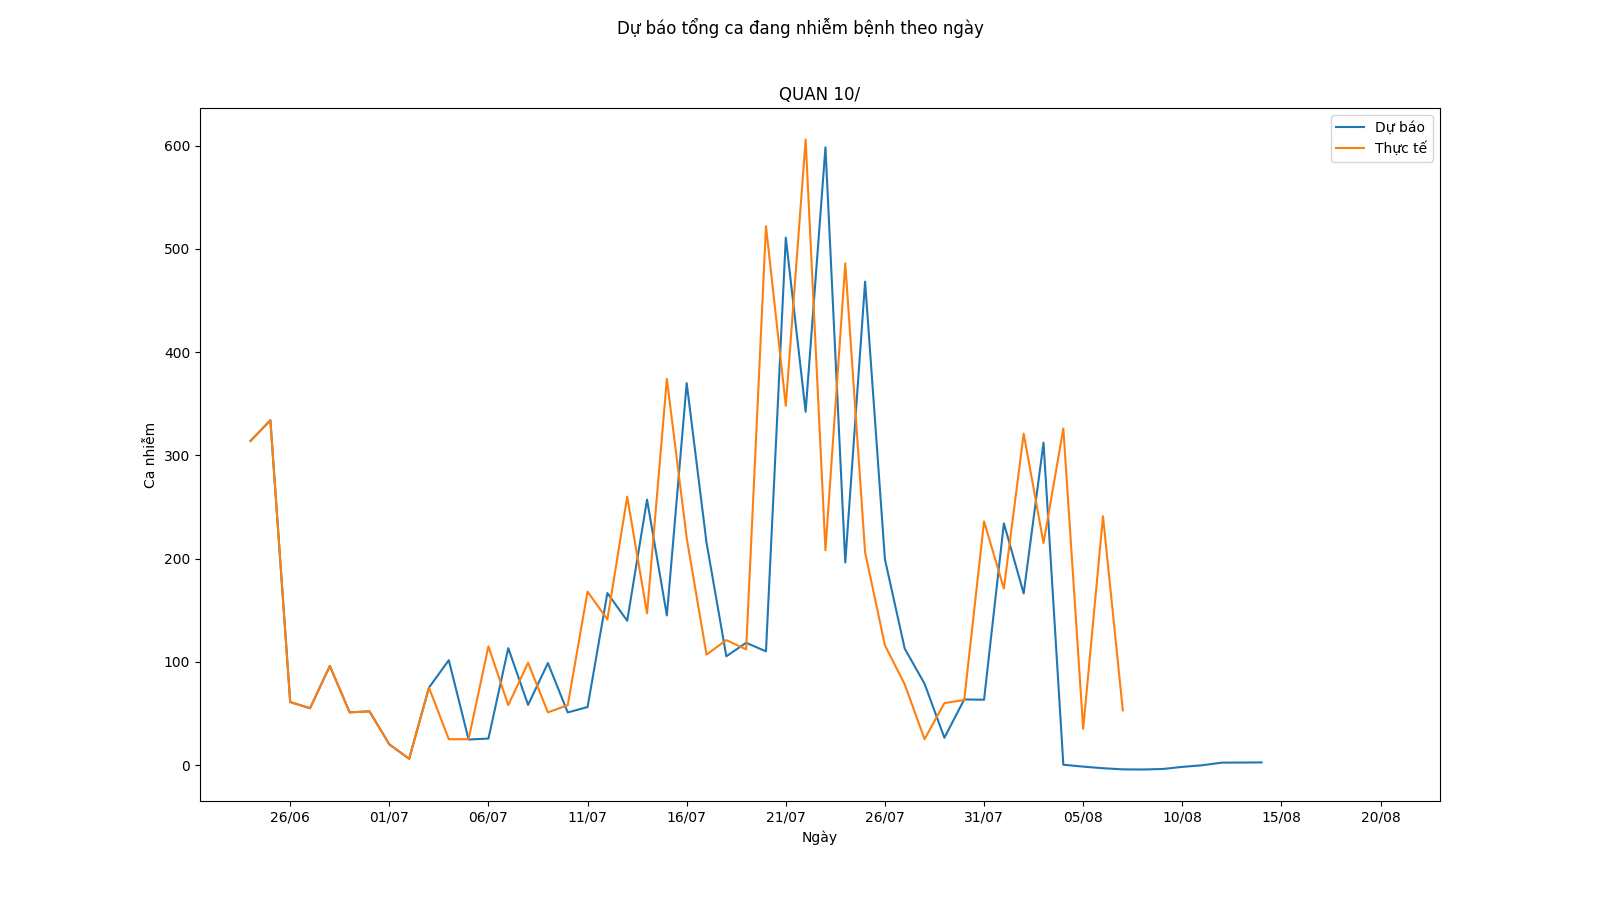 Dự báo tổng ca đang nhiễm bệnh theo ngày
QUAN 10/
Dự báo
Thực tế
600
500
400
300
200
100
0
Ca nhiễm
26/06 01/07 06/07 11/07 16/07 21/07 26/07 31/07 05/08 10/08 15/08 20/08
Ngày